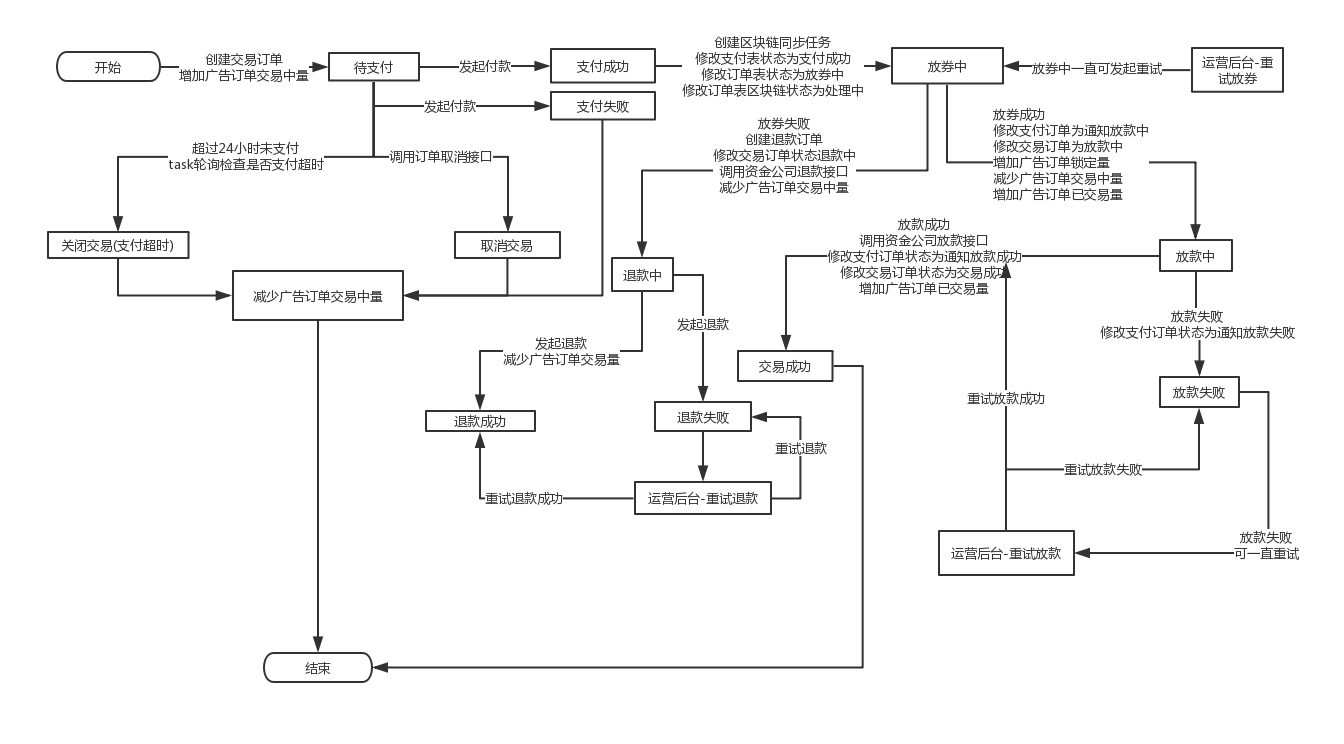 开始
创建交易订单
增加广告订单交易中量
待支付
发起付款
支付成功
创建区块链同步任务
修改支付表状态为支付成功
修改订单表状态为放券中
修改订单表区块链状态为处理中
放券中
放券中一直可发起重试
运营后台-重
试放券
发起付款
支付失败
超过24小时未支付
task轮询检查是否支付超时
调用订单取消接口
放券失败
创建退款订单
修改交易订单状态退款中
调用资金公司退款接口
减少广告订单交易中量
放券成功
修改支付订单为通知放款中
修改交易订单为放款中
增加广告订单锁定量
减少广告订单交易中量
增加广告订单已交易量
关闭交易(支付超时)
取消交易
减少广告订单交易中量
退款中
放款成功
调用资金公司放款接口
修改支付订单状态为通知放款成功
修改交易订单状态为交易成功
增加广告订单已交易量
放款中
发起退款
减少广告订单交易量
发起退款
交易成功
放款失败
修改支付订单状态为通知放款失败
放款失败
重试放款成功
退款成功
退款失败
重试退款
重试放款失败
重试退款成功
运营后台-重试退款
运营后台-重试放款
放款失败
可一直重试
结束